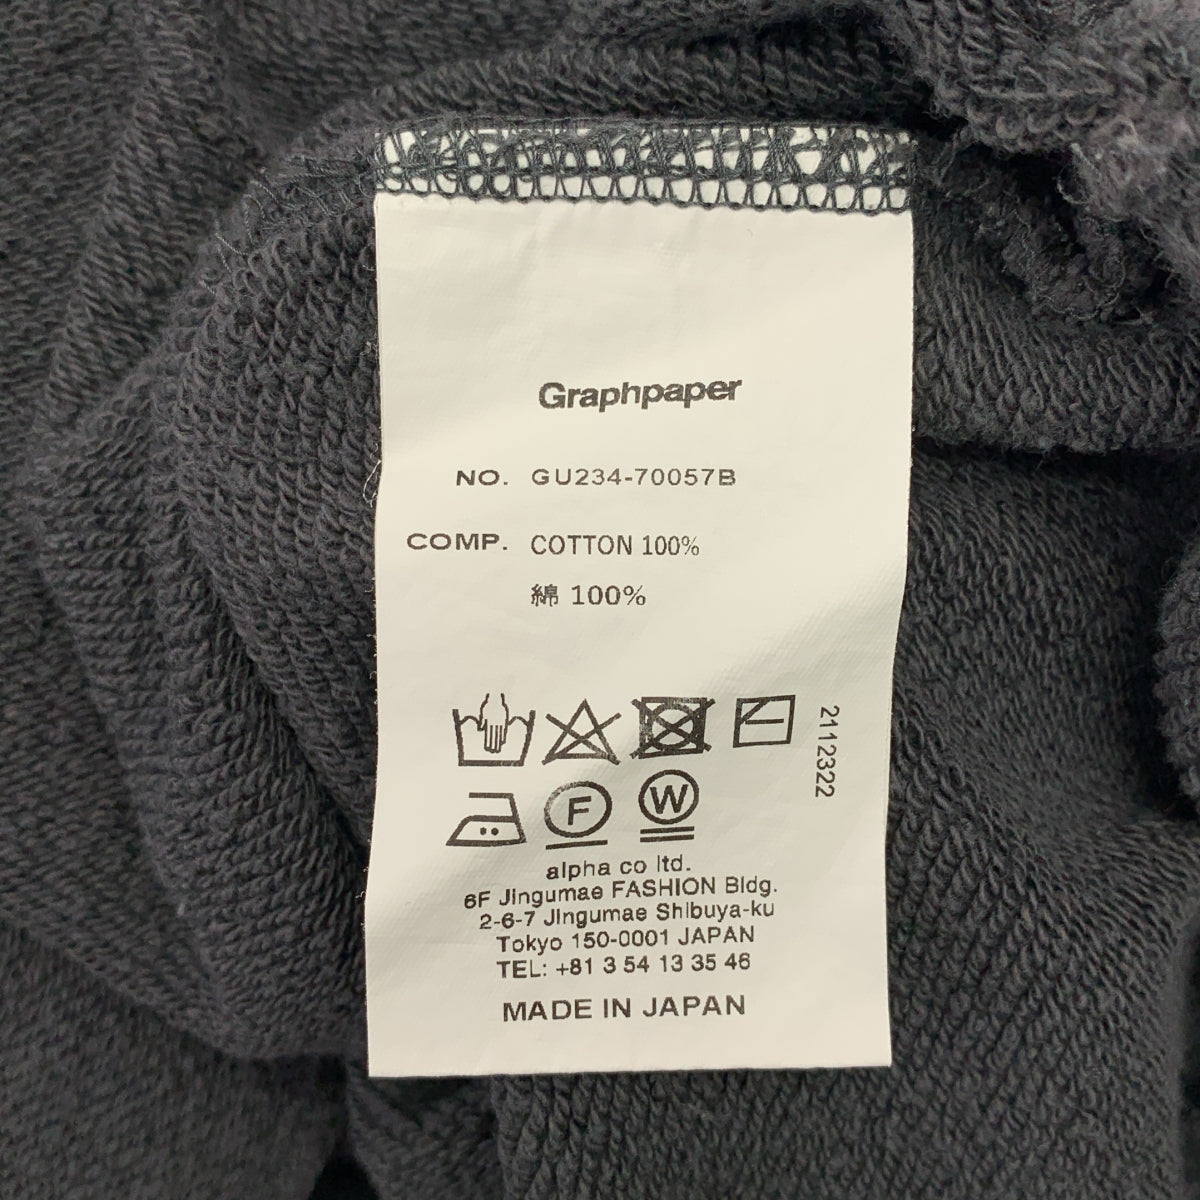 Graphpaper
NO. GU234-70057B
COMP. COTTON 100%
綿 100%
2112322
F
W
alpha co ltd.
6F Jingumae FASHION Bldg.
2-6-7 Jingumae Shibuya-ku
Tokyo 150-0001 JAPAN
TEL: +81 3 54 13 35 46
MADE IN JAPAN